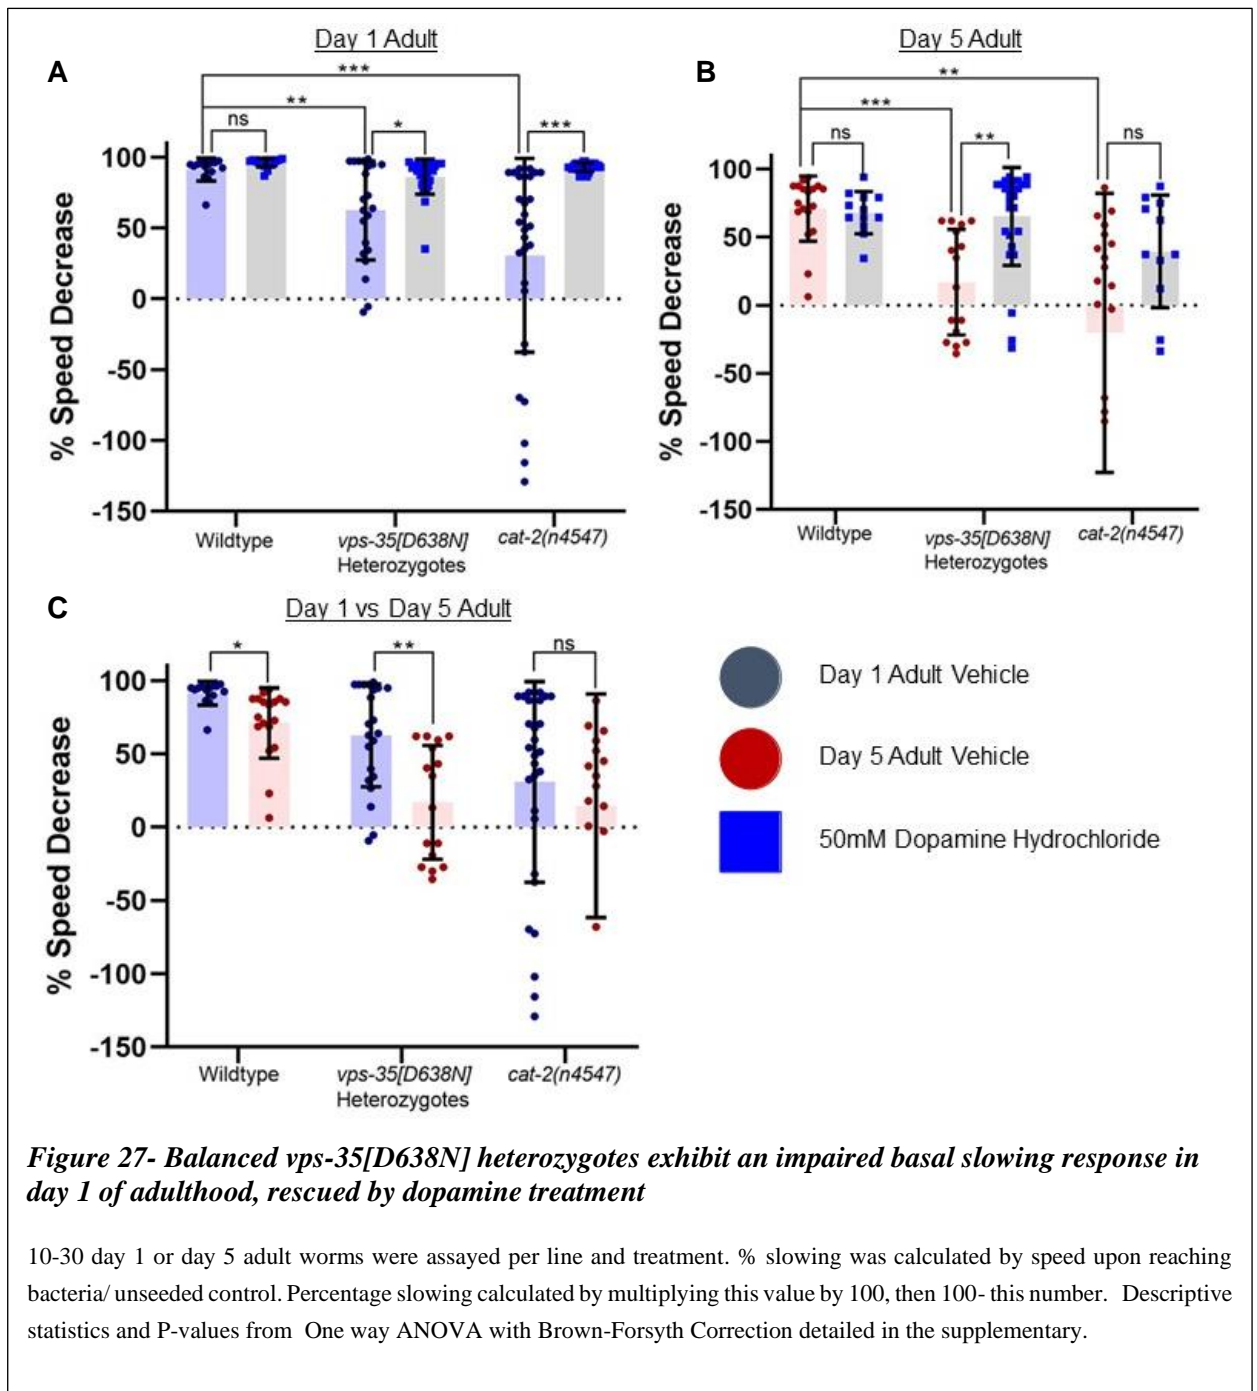 Day 1 Adult
Day 5 Adult
A
B
***
**
ns
*
***
**
***
ns
**
ns
% Speed Decrease
100
50
0
-50
-100
-150
Wildtype
vps-35[D638N]
Heterozygotes
cat-2(n4547)
% Speed Decrease
100
50
0
-50
-100
-150
Wildtype
vps-35[D638N]
Heterozygotes
cat-2(n4547)
C
Day 1 vs Day 5 Adult
*
**
ns
% Speed Decrease
100
50
0
-50
-100
-150
Wildtype
vps-35[D638N]
Heterozygotes
cat-2(n4547)
Day 1 Adult Vehicle
Day 5 Adult Vehicle
50mM Dopamine Hydrochloride
Figure 27- Balanced vps-35[D638N] heterozygotes exhibit an impaired basal slowing response in
day 1 of adulthood, rescued by dopamine treatment
10-30 day 1 or day 5 adult worms were assayed per line and treatment. % slowing was calculated by speed upon reaching
bacteria/ unseeded control. Percentage slowing calculated by multiplying this value by 100, then 100- this number. Descriptive
statistics and P-values from One way ANOVA with Brown-Forsyth Correction detailed in the supplementary.